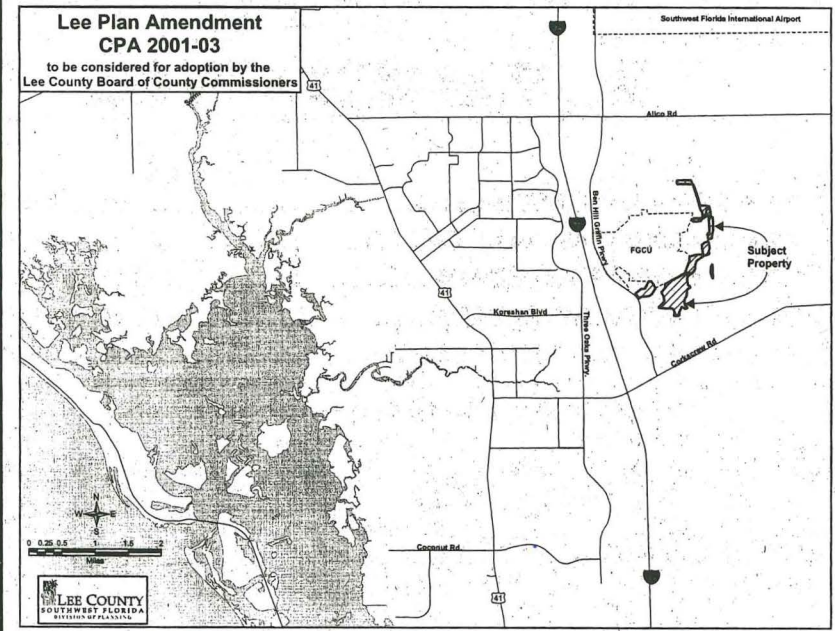 Lee Plan Amendment
CPA 2001-03
to be considered for adoption by the
Lee County Board of County Commissioners
Southwest Florida International Airport
41
Alico Rd
Ben Hill Griffin Pkwy
FGCU
Subject
Property
41
Koreshan Blvd
Three Oaks Pkwy.
Corkscrew Rd
N
W E
S
0 0.25 0.5 1 1.5 2
Miles
Coconut Rd.
41
LEE COUNTY
SOUTHWEST FLORIDA
DIVISION OF PLANNING